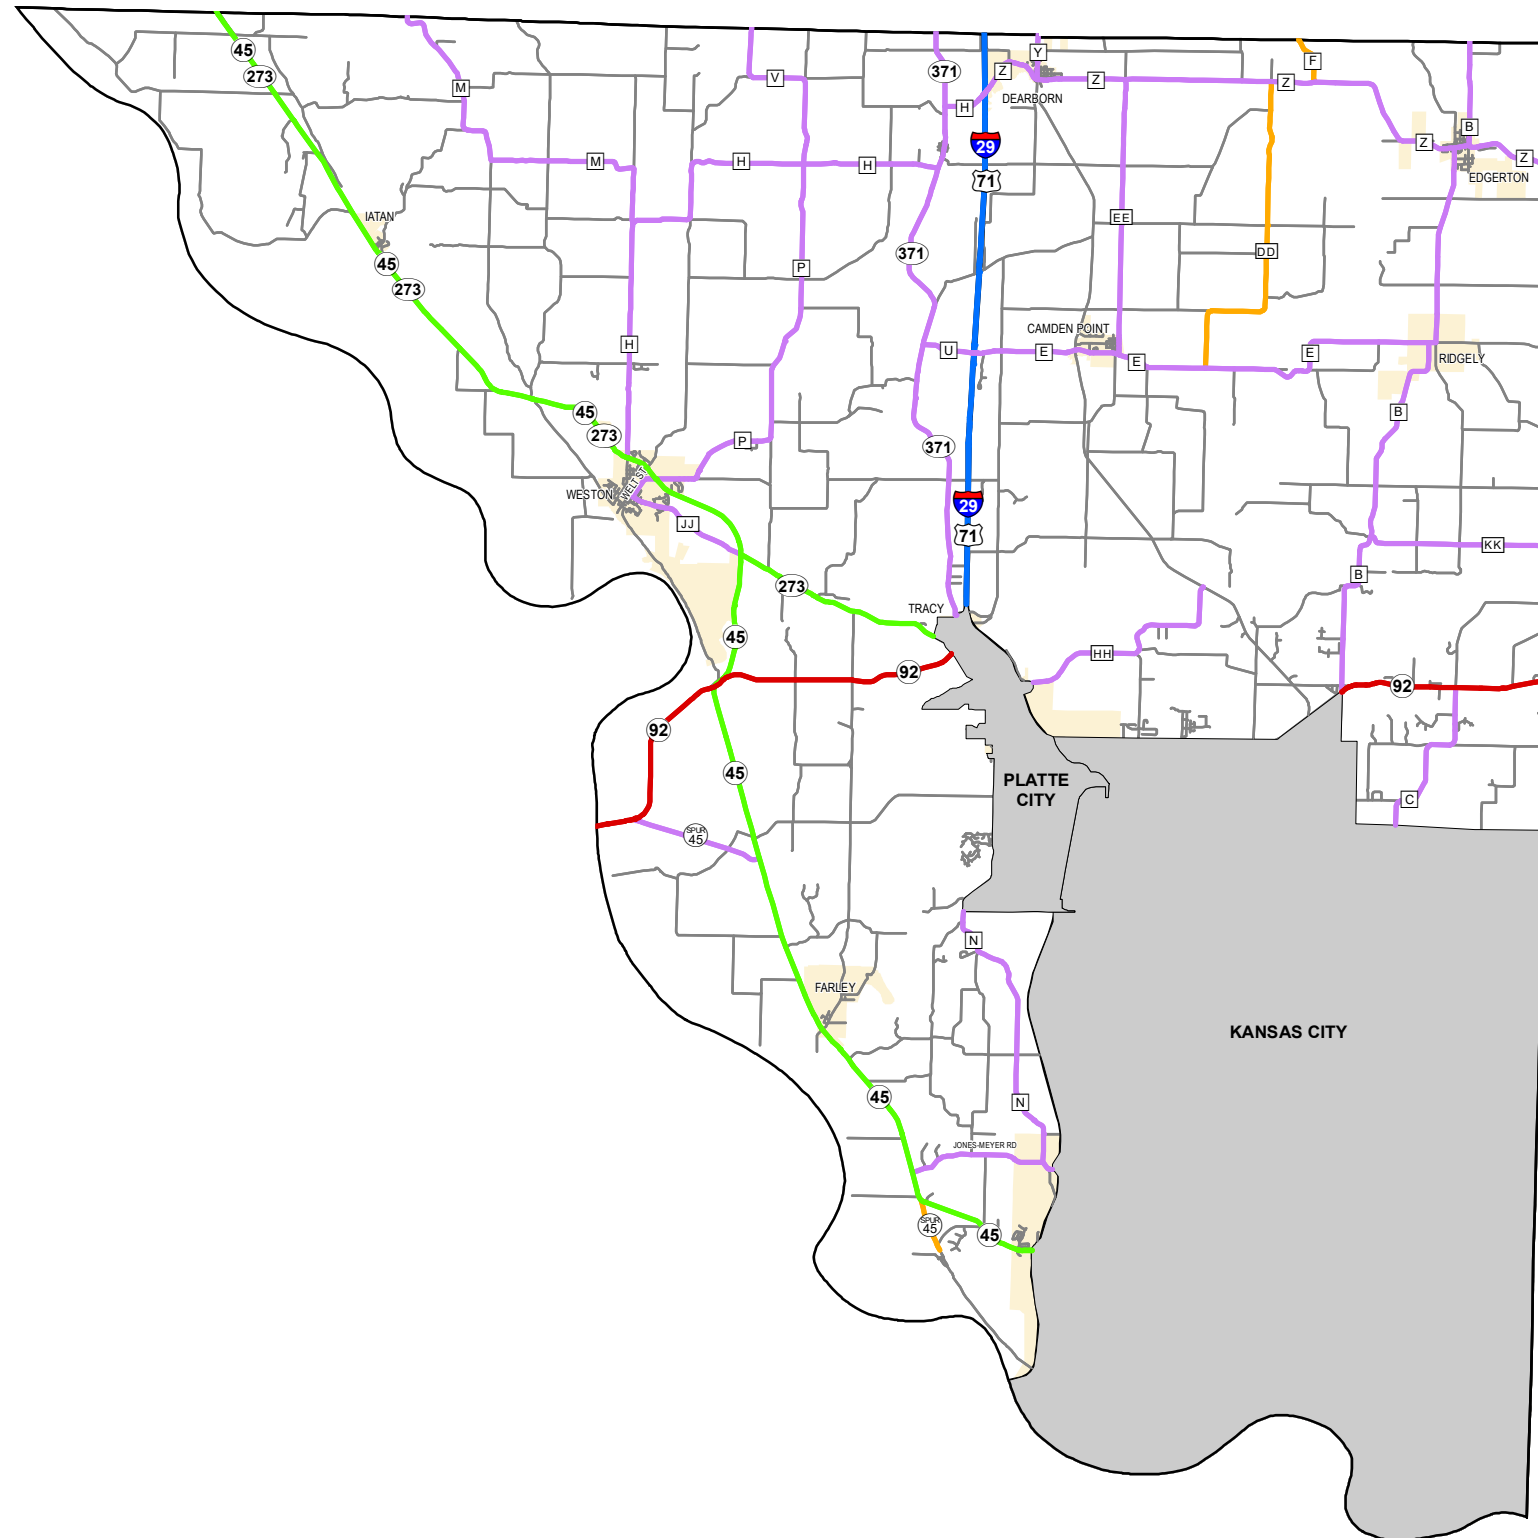 45
273
M
V
371
Z
Y
Z
DEARBORN
H
F
Z
B
Z
Z
EDGERTON
29
71
M
H
H
IATAN
45
273
EE
DD
371
P
H
CAMDEN POINT
U
E
E
E
RIDGELY
B
45
273
P
371
WESTON
WELT ST
JJ
29
71
KK
B
273
TRACY
45
HH
92
92
92
45
PLATTE
CITY
C
SPUR
45
N
FARLEY
KANSAS CITY
45
N
JONES-MEYER RD
SPUR
45
45